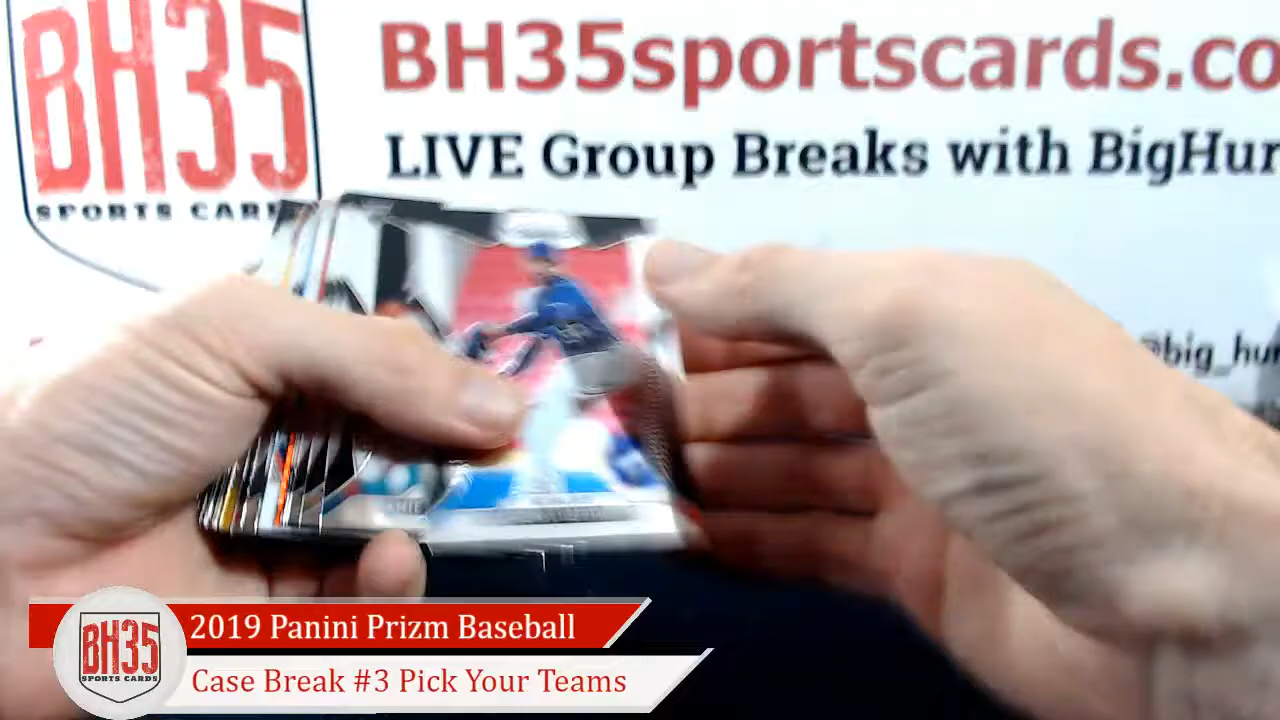 BH35
SPORTS CARDS
BH35sportscards.co
LIVE Group Breaks with BigHur
@big_hu
2019 Panini Prizm Baseball
Case Break #3 Pick Your Teams
BH35
SPORTS CARDS